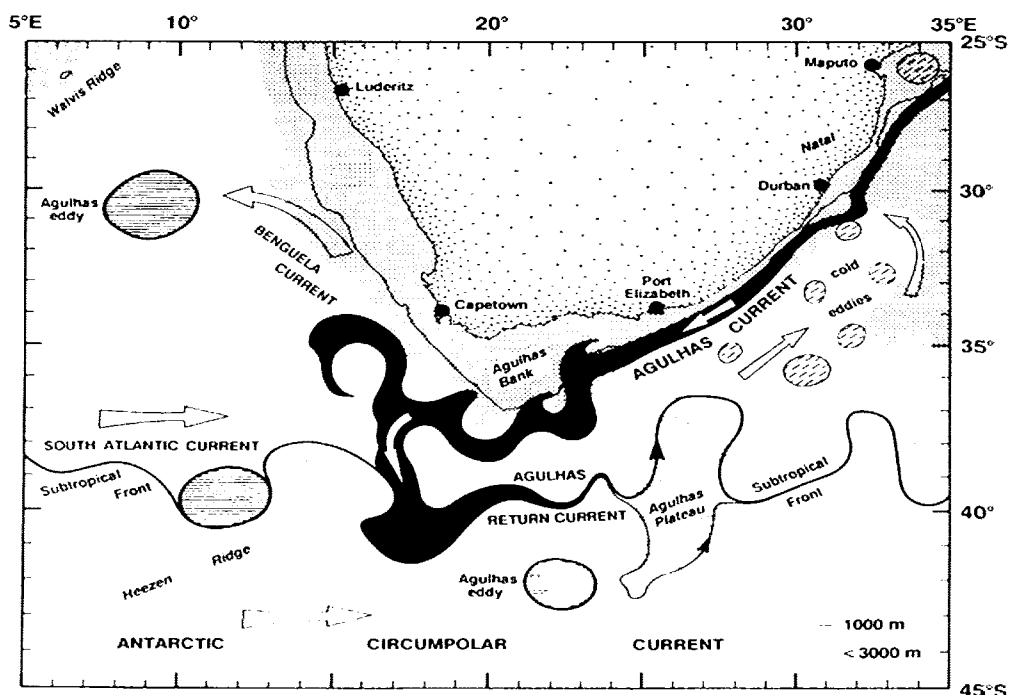 5°E 10° 20° 30° 35°E
25°S
Maputo
Walvis Ridge
Luderitz
Natal
Durban
30°
Agulhas
eddy
BENGUELA
CURRENT
cold
eddies
Port
Elizabeth
Capetown
AGULHAS CURRENT
35°
Agulhas
Bank
SOUTH ATLANTIC CURRENT
Subtropical
Front
AGULHAS
RETURN CURRENT
Agulhas
Plateau
Subtropical
Front
40°
Heezen Ridge
Agulhas
eddy
1000 m
ANTARCTIC CIRCUMPOLAR CURRENT
< 3000 m
45°S